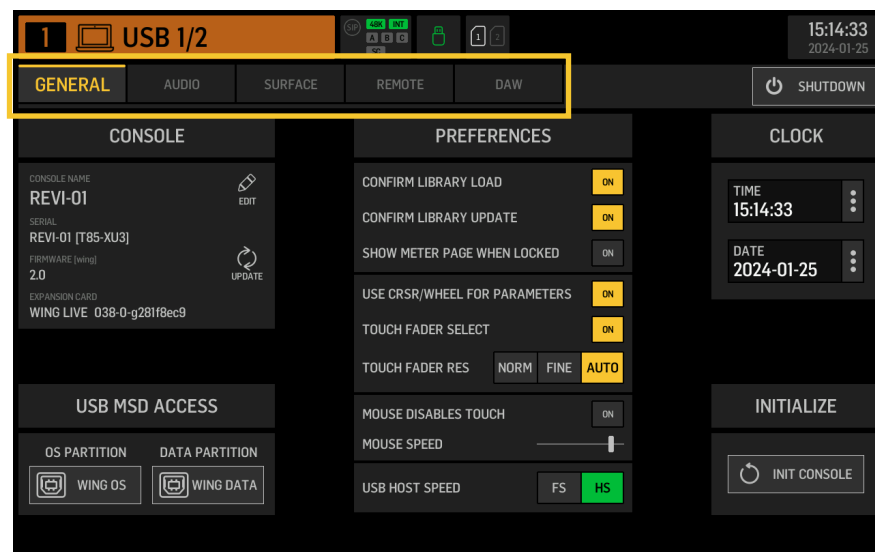 1 USB 1/2
SIP 48K INT
A B C
SC
1 2
15:14:33
2024-01-25
GENERAL AUDIO SURFACE REMOTE DAW
SHUTDOWN
CONSOLE
CONSOLE NAME
REVI-01
EDIT
SERIAL
REVI-01 [T85-XU3]
FIRMWARE [wing]
2.0
UPDATE
EXPANSION CARD
WING LIVE 038-0-g281f8ec9
USB MSD ACCESS
OS PARTITION DATA PARTITION
WING OS WING DATA
PREFERENCES
CONFIRM LIBRARY LOAD ON
CONFIRM LIBRARY UPDATE ON
SHOW METER PAGE WHEN LOCKED ON
USE CRSR/WHEEL FOR PARAMETERS ON
TOUCH FADER SELECT ON
TOUCH FADER RES NORM FINE AUTO
MOUSE DISABLES TOUCH ON
MOUSE SPEED
USB HOST SPEED FS HS
CLOCK
TIME
15:14:33
DATE
2024-01-25
INITIALIZE
INIT CONSOLE